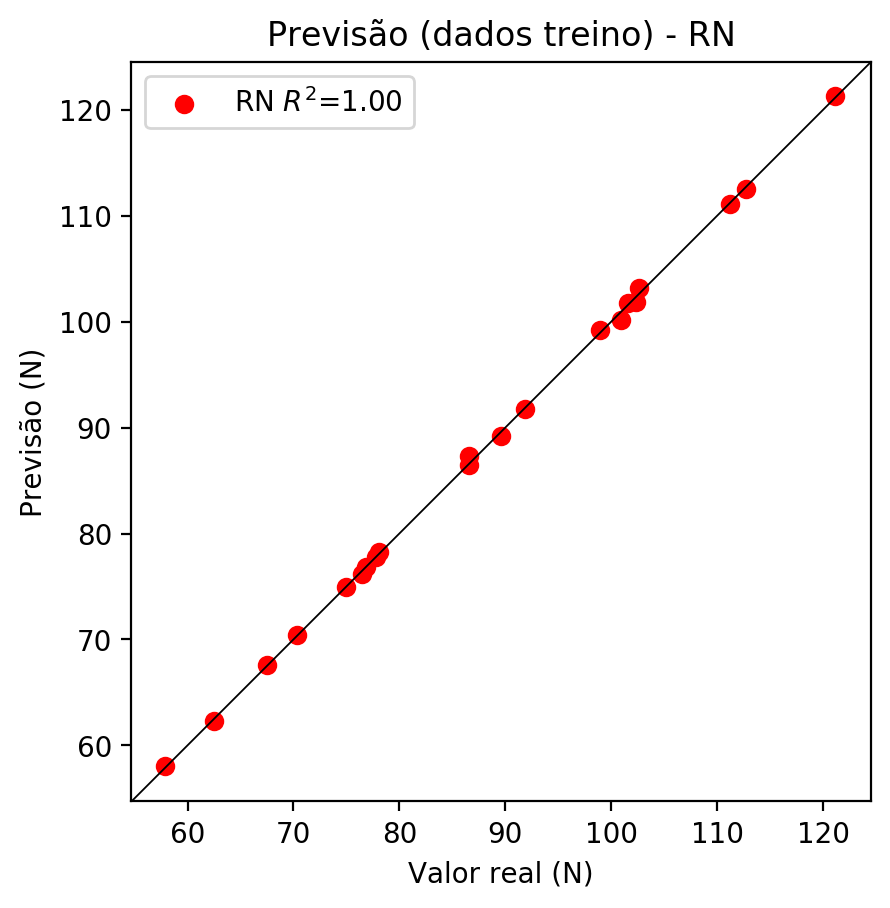 Previsão (dados treino) - RN
RN R²=1.00
120
110
100
90
80
70
60
Previsão (N)
60 70 80 90 100 110 120
Valor real (N)